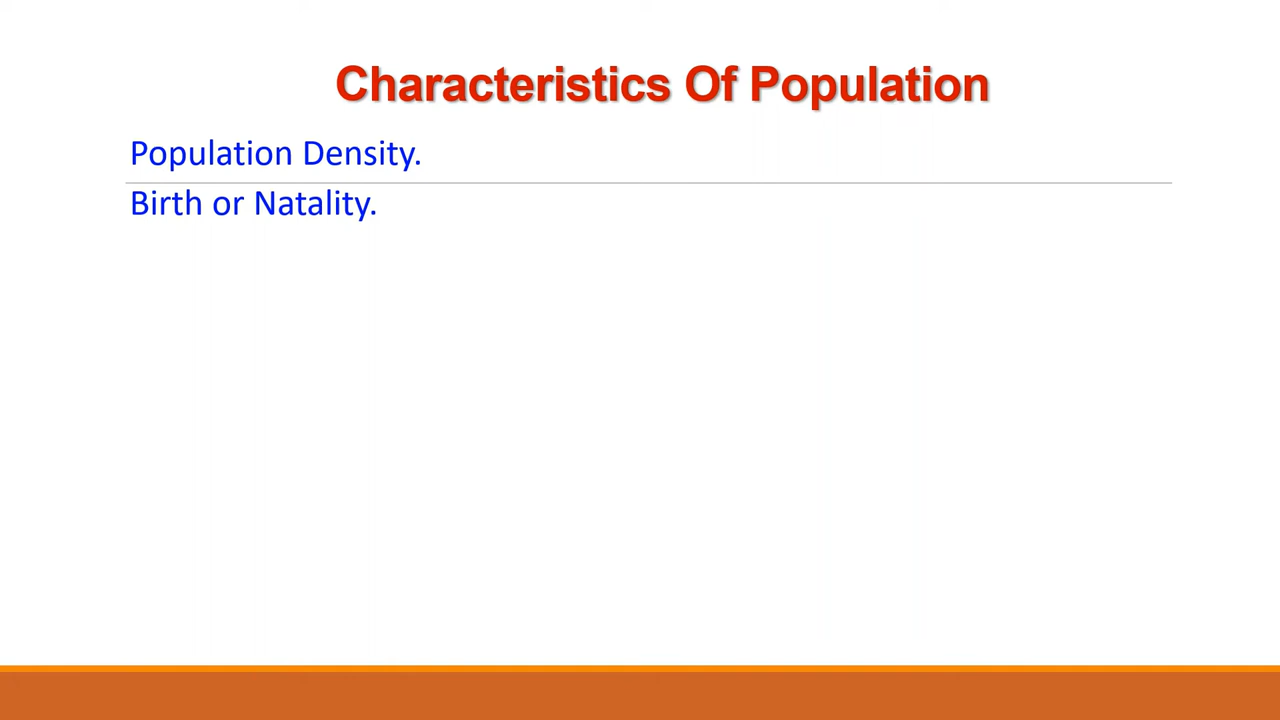 Characteristics Of Population
Population Density.
Birth or Natality.